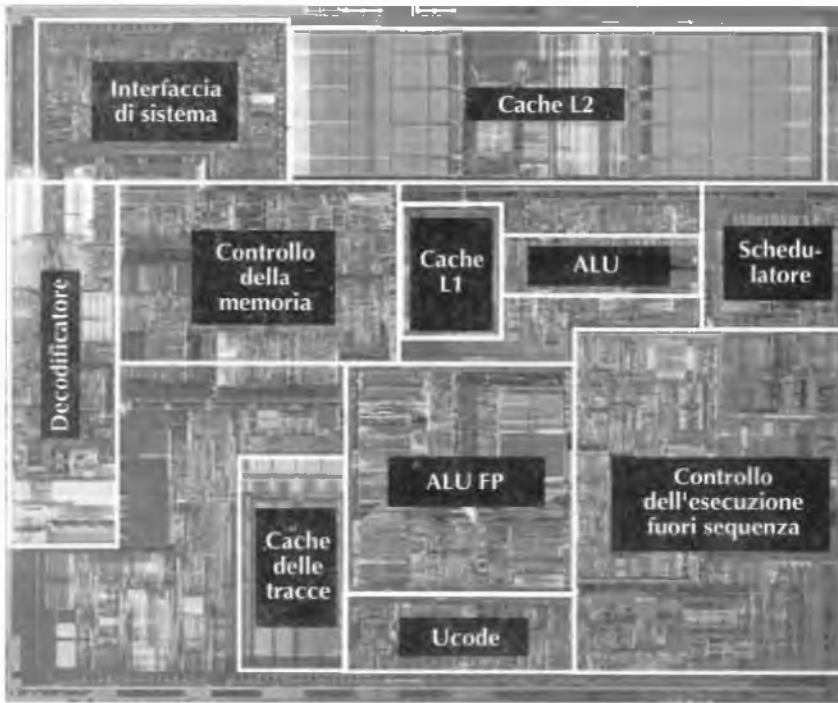 Interfaccia
di sistema
Cache L2
Controllo
della
memoria
Cache
L1
ALU
Schedu-
latore
Decodificatore
ALU FP
Controllo
dell'esecuzione
fuori sequenza
Cache
delle
tracce
Ucode